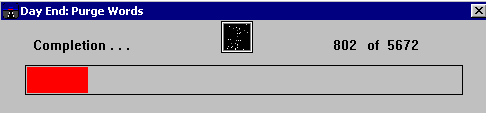 Day End: Purge Words
Completion . . . 802 of 5672